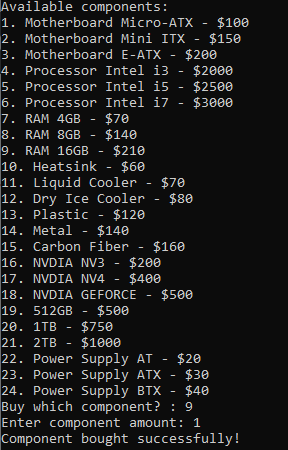 Available components:
1. Motherboard Micro-ATX - $100
2. Motherboard Mini ITX - $150
3. Motherboard E-ATX - $200
4. Processor Intel i3 - $2000
5. Processor Intel i5 - $2500
6. Processor Intel i7 - $3000
7. RAM 4GB - $70
8. RAM 8GB - $140
9. RAM 16GB - $210
10. Heatsink - $60
11. Liquid Cooler - $70
12. Dry Ice Cooler - $80
13. Plastic - $120
14. Metal - $140
15. Carbon Fiber - $160
16. NVDIA NV3 - $200
17. NVDIA NV4 - $400
18. NVDIA GEFORCE - $500
19. 512GB - $500
20. 1TB - $750
21. 2TB - $1000
22. Power Supply AT - $20
23. Power Supply ATX - $30
24. Power Supply BTX - $40
Buy which component? : 9
Enter component amount: 1
Component bought successfully!